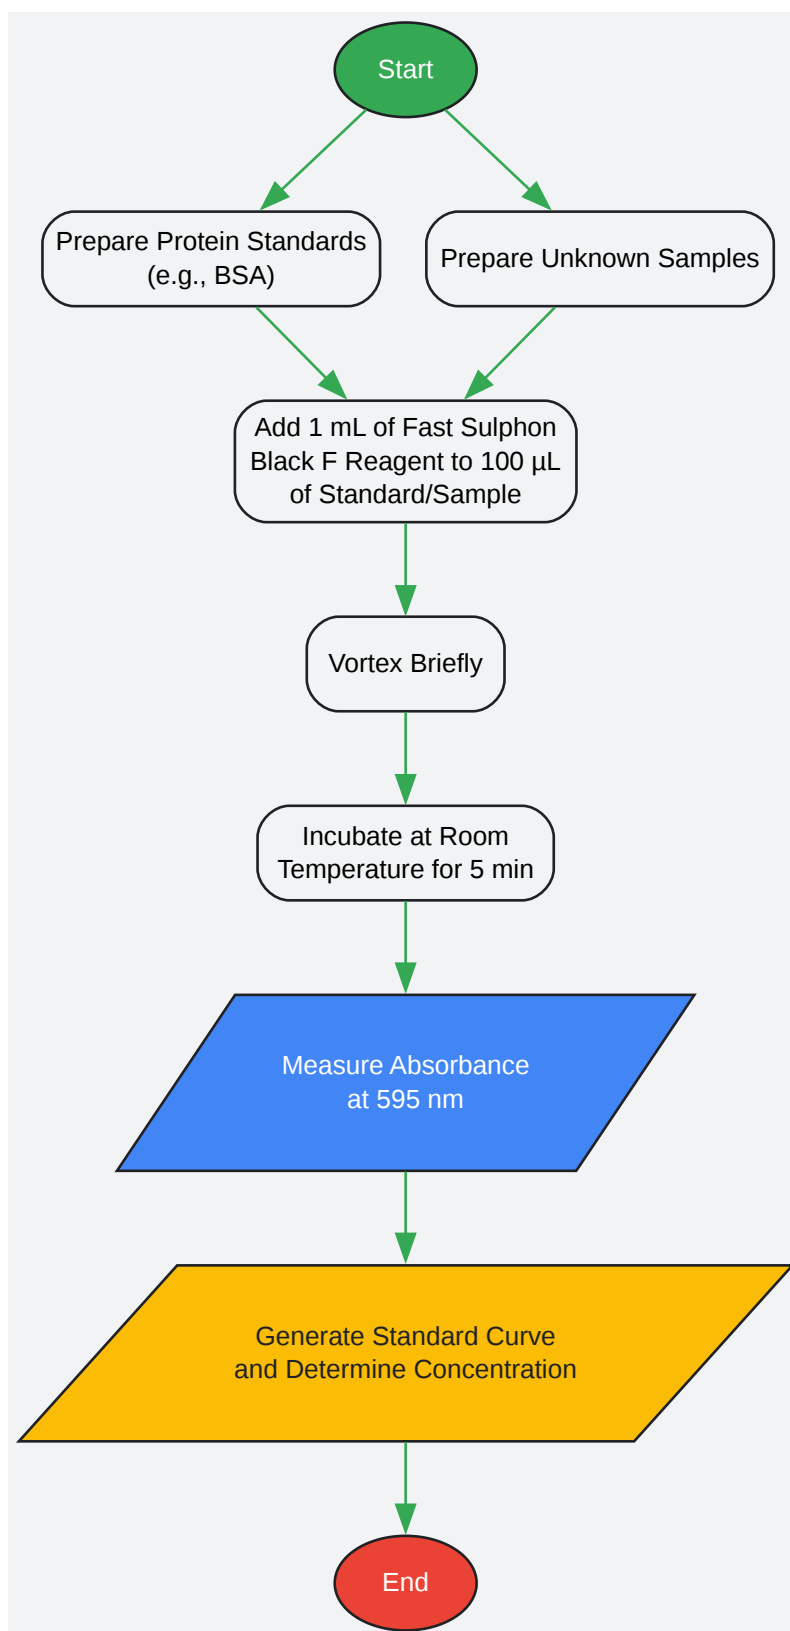 Start
Prepare Protein Standards
(e.g., BSA)
Prepare Unknown Samples
Add 1 mL of Fast Sulphon
Black F Reagent to 100 µL
of Standard/Sample
Vortex Briefly
Incubate at Room
Temperature for 5 min
Measure Absorbance
at 595 nm
Generate Standard Curve
and Determine Concentration
End